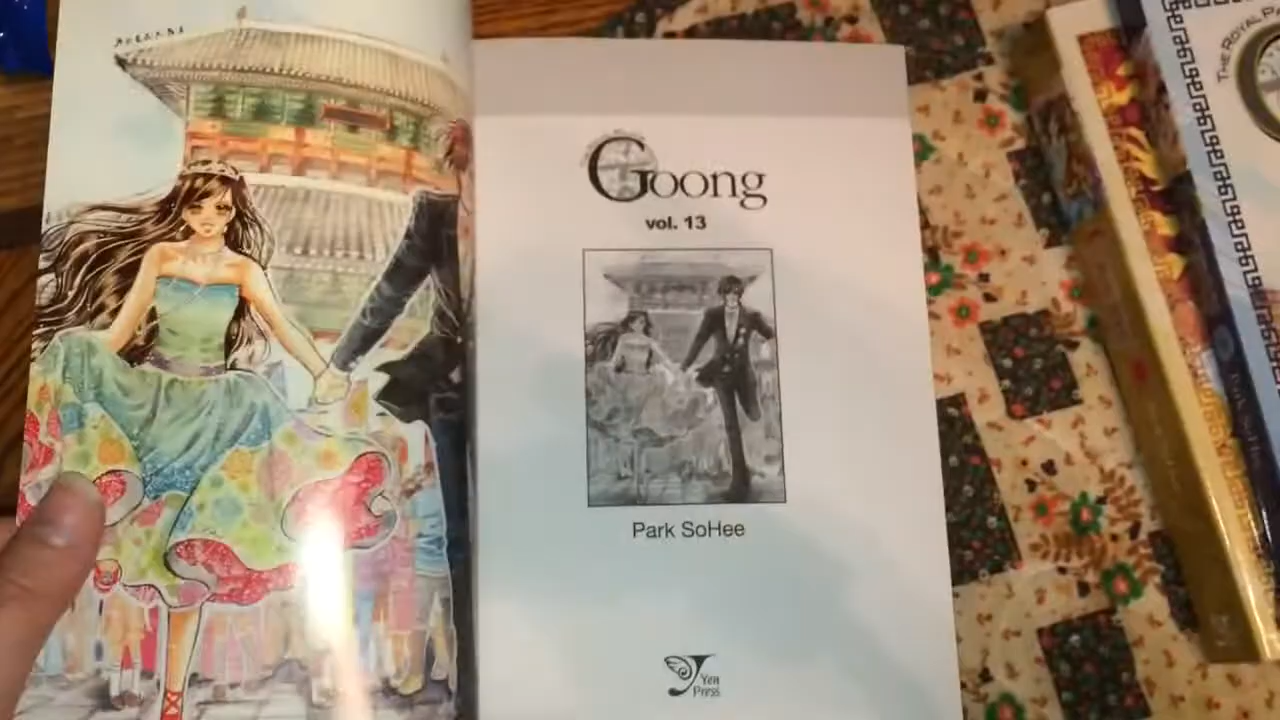 Goong
vol. 13
Park SoHee
Yen
Press
THE ROYAL